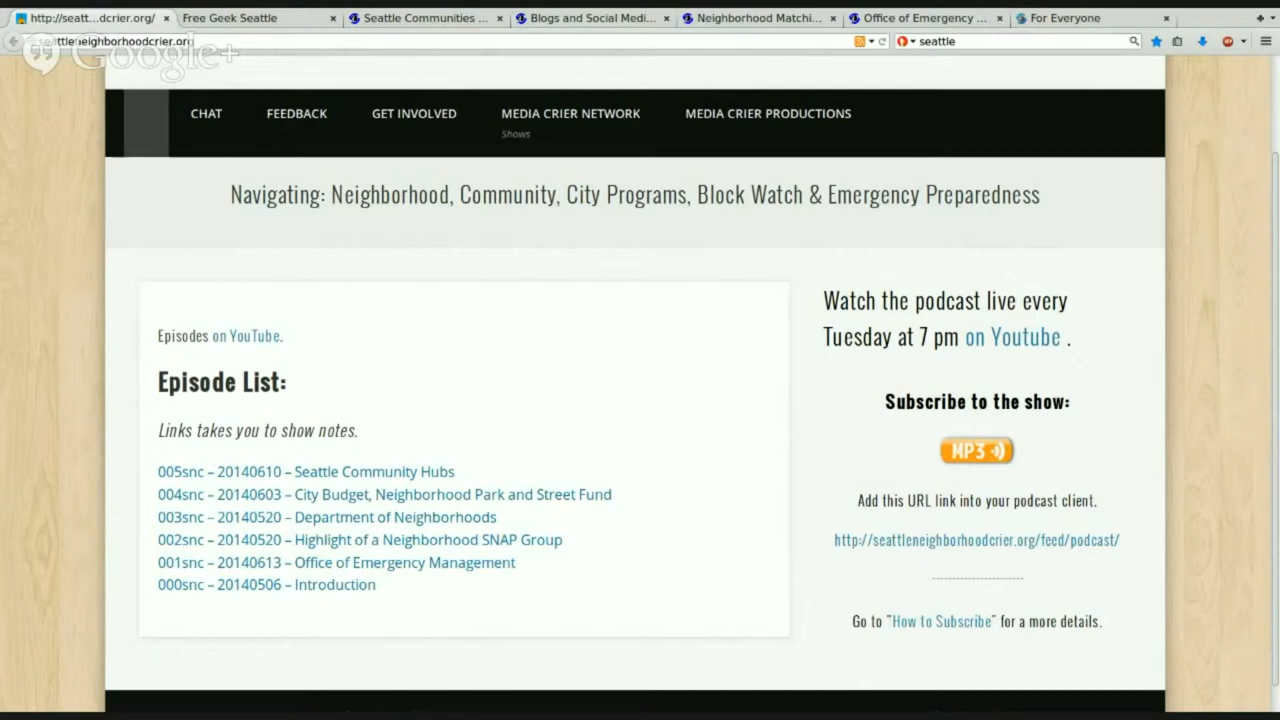 http://seatt...dcrier.org/
Free Geek Seattle
Seattle Communities ...
Blogs and Social Medi...
Neighborhood Matchi...
Office of Emergency ...
For Everyone
seattleneighborhoodcrier.org
seattle
Google+
CHAT
FEEDBACK
GET INVOLVED
MEDIA CRIER NETWORK
Shows
MEDIA CRIER PRODUCTIONS
Navigating: Neighborhood, Community, City Programs, Block Watch & Emergency Preparedness
Episodes on YouTube.
Episode List:
Links takes you to show notes.
005snc – 20140610 – Seattle Community Hubs
004snc – 20140603 – City Budget, Neighborhood Park and Street Fund
003snc – 20140520 – Department of Neighborhoods
002snc – 20140520 – Highlight of a Neighborhood SNAP Group
001snc – 20140613 – Office of Emergency Management
000snc – 20140506 – Introduction
Watch the podcast live every
Tuesday at 7 pm on Youtube .
Subscribe to the show:
MP3
Add this URL link into your podcast client.
http://seattleneighborhoodcrier.org/feed/podcast/
------------------------
Go to "How to Subscribe" for a more details.